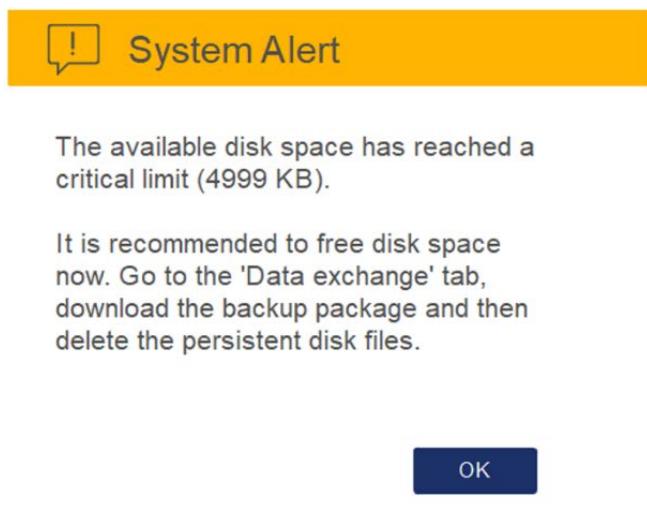 System Alert
The available disk space has reached a
critical limit (4999 KB).
It is recommended to free disk space
now. Go to the 'Data exchange' tab,
download the backup package and then
delete the persistent disk files.
OK